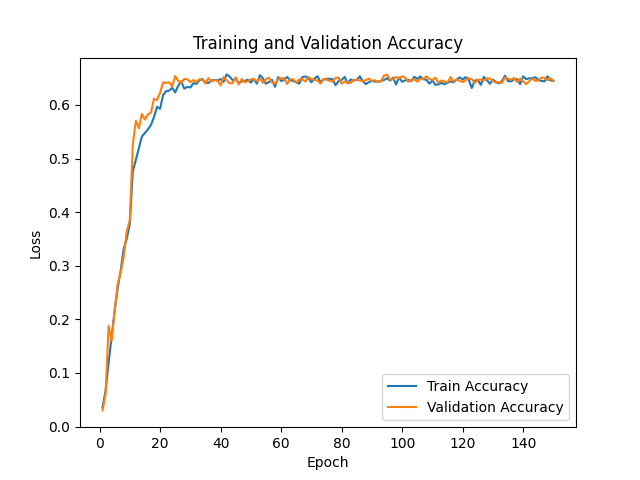 Training and Validation Accuracy
Loss
0.6
0.5
0.4
0.3
0.2
0.1
0.0
Train Accuracy
Validation Accuracy
0 20 40 60 80 100 120 140
Epoch